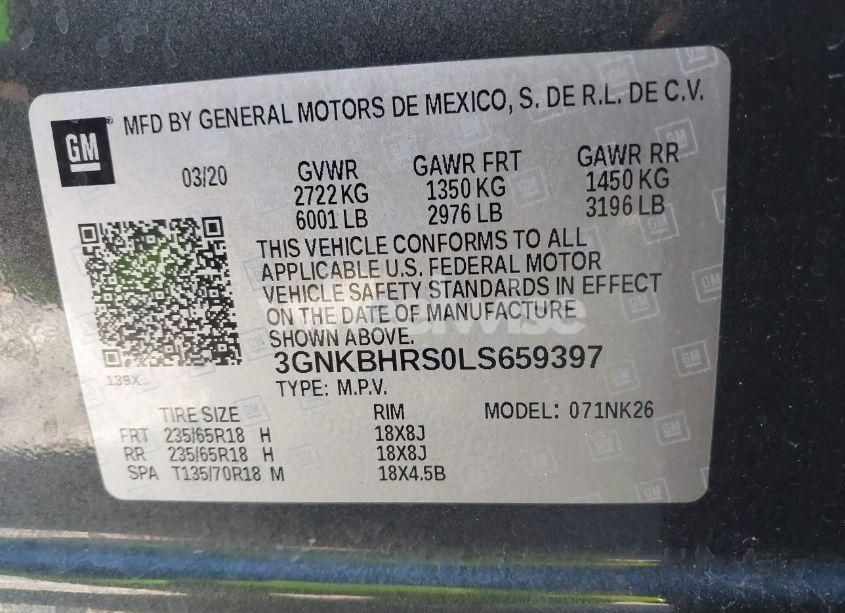 GM
MFD BY GENERAL MOTORS DE MEXICO, S. DE R.L. DE C.V.
03/20 GVWR GAWR FRT GAWR RR
2722 KG 1350 KG 1450 KG
6001 LB 2976 LB 3196 LB
THIS VEHICLE CONFORMS TO ALL
APPLICABLE U.S. FEDERAL MOTOR
VEHICLE SAFETY STANDARDS IN EFFECT
ON THE DATE OF MANUFACTURE
SHOWN ABOVE.
139X
3GNKBHRS0LS659397
TYPE: M.P.V.
TIRE SIZE RIM MODEL: 071NK26
FRT 235/65R18 H 18X8J
RR 235/65R18 H 18X8J
SPA T135/70R18 M 18X4.5B